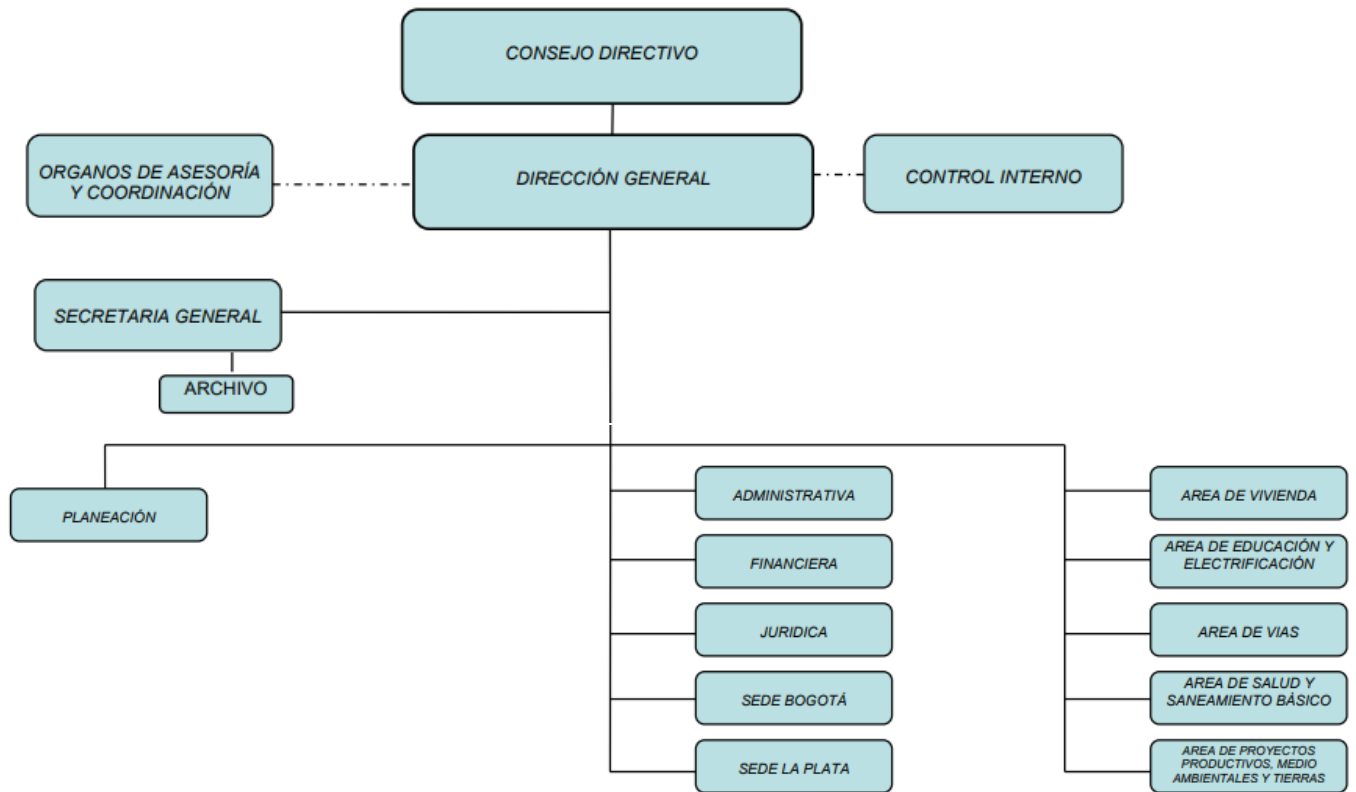 CONSEJO DIRECTIVO
ORGANOS DE ASESORÍA
Y COORDINACIÓN
DIRECCIÓN GENERAL
CONTROL INTERNO
SECRETARIA GENERAL
ARCHIVO
PLANEACIÓN
ADMINISTRATIVA
FINANCIERA
JURIDICA
SEDE BOGOTÁ
SEDE LA PLATA
AREA DE VIVIENDA
AREA DE EDUCACIÓN Y
ELECTRIFICACIÓN
AREA DE VIAS
AREA DE SALUD Y
SANEAMIENTO BÀSICO
AREA DE PROYECTOS
PRODUCTIVOS, MEDIO
AMBIENTALES Y TIERRAS